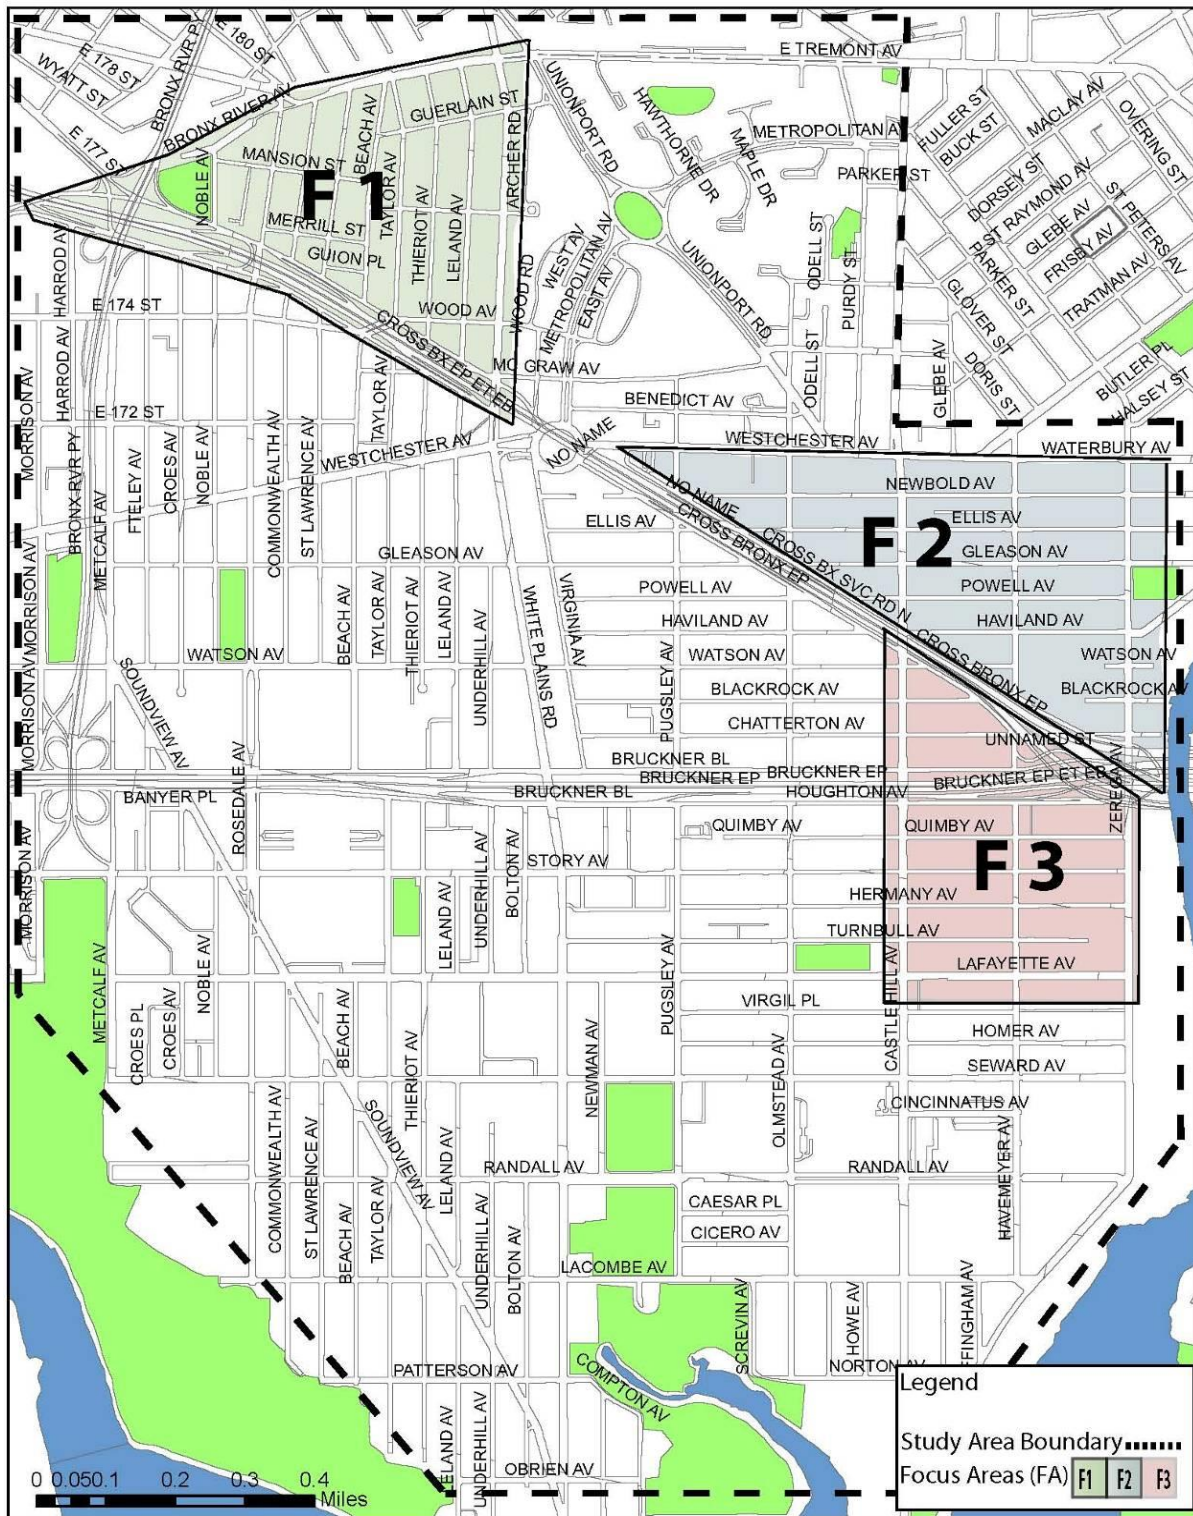 E 180 ST
BRONX RVR PY
E 178 ST
WYATT ST
E TREMONT AV
BRONX RIVER AV
E 177 ST
GUERLAIN ST
UNIONPORT RD
HAWTHORNE DR
METROPOLITAN AV
MAPLE DR
FULLER ST
BUCK ST
MACLAY AV
OVERING ST
MANSION ST
BEACH AV
TAYLOR AV
ARCHER RD
NOBLE AV
F 1
PARKER ST
DORSEY ST
ST RAYMOND AV
GLEBE AV
ST PETERS AV
FRISBY AV
MERRILL ST
GUION PL
THIERIOT AV
LELAND AV
WEST AV
METROPOLITAN AV
EAST AV
UNIONPORT RD
ODELL ST
PURDY ST
PARKER ST
TRATMAN AV
GLOVER ST
HARROD AV
E 174 ST
WOOD AV
WOOD RD
CROSS BX EP ET EB
MC GRAW AV
ODELL ST
GLEBE AV
DORIS ST
BUTLER PL
HALSEY ST
MORRISON AV
HARROD AV
E 172 ST
TAYLOR AV
BENEDICT AV
WESTCHESTER AV
WESTCHESTER AV
WATERBURY AV
NO NAME
NO NAME
BRONX RVR PY
METCALF AV
FTELEY AV
CROES AV
NOBLE AV
COMMONWEALTH AV
ST LAWRENCE AV
NEWBOLD AV
ELLIS AV
ELLIS AV
F 2
CROSS BRONX EP
CROSS BX SVC RD N
GLEASON AV
GLEASON AV
MORRISON AV
MORRISON AV
POWELL AV
POWELL AV
BEACH AV
TAYLOR AV
THIERIOT AV
LELAND AV
UNDERHILL AV
WHITE PLAINS RD
VIRGINIA AV
HAVILAND AV
HAVILAND AV
PUGSLEY AV
CROSS BRONX EP
WATSON AV
WATSON AV
WATSON AV
MORRISON AV
SOUNDVIEW AV
BLACKROCK AV
BLACKROCK AV
CHATTERTON AV
UNNAMED ST
BRUCKNER BL
BRUCKNER EP
BRUCKNER EP
BRUCKNER EP ET EB
BRUCKNER BL
HOUGHTON AV
ZEREGA AV
BANYER PL
ROSEDALE AV
QUIMBY AV
QUIMBY AV
UNDERHILL AV
BOLTON AV
STORY AV
F 3
MORRISON AV
HERMANY AV
LELAND AV
TURNBULL AV
METCALF AV
NOBLE AV
PUGSLEY AV
CASTLE HILL AV
LAFAYETTE AV
CROES PL
CROES AV
BEACH AV
THIERIOT AV
NEWMAN AV
VIRGIL PL
OLMSTEAD AV
HOMER AV
SEWARD AV
CINCINNATUS AV
COMMONWEALTH AV
ST LAWRENCE AV
SOUNDVIEW AV
LELAND AV
RANDALL AV
RANDALL AV
HAVEMEYER AV
BEACH AV
TAYLOR AV
UNDERHILL AV
BOLTON AV
CAESAR PL
CICERO AV
LACOMBE AV
SCREVIN AV
HOWE AV
FFINGHAM AV
PATTERSON AV
COMPTON AV
NORTON AV
ELAND AV
UNDERHILL AV
OBRIEN AV
0 0.050.1 0.2 0.3 0.4
Miles
Legend
Study Area Boundary
Focus Areas (FA) F1 F2 F3